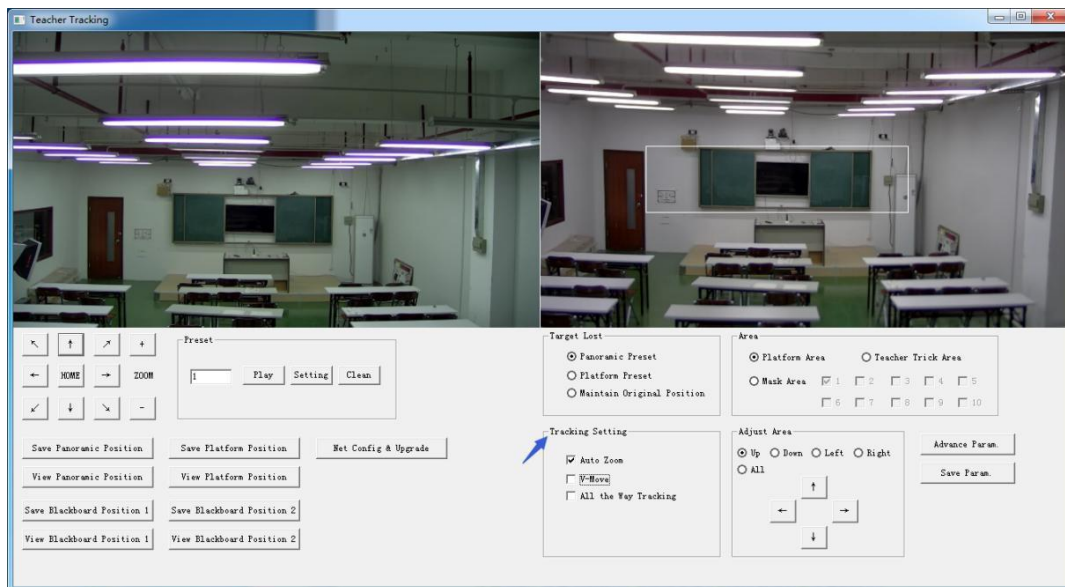 Teacher Tracking
Preset
HOME
ZOOM
1
Play
Setting
Clean
Save Panoramic Position
Save Platform Position
Net Config & Upgrade
View Panoramic Position
View Platform Position
Save Blackboard Position 1
Save Blackboard Position 2
View Blackboard Position 1
View Blackboard Position 2
Target Lost
Panoramic Preset
Platform Preset
Maintain Original Position
Area
Platform Area
Teacher Trick Area
Mask Area
1 2 3 4 5
6 7 8 9 10
Tracking Setting
Auto Zoom
V-Move
All the Way Tracking
Adjust Area
Up Down Left Right
All
Advance Param.
Save Param.